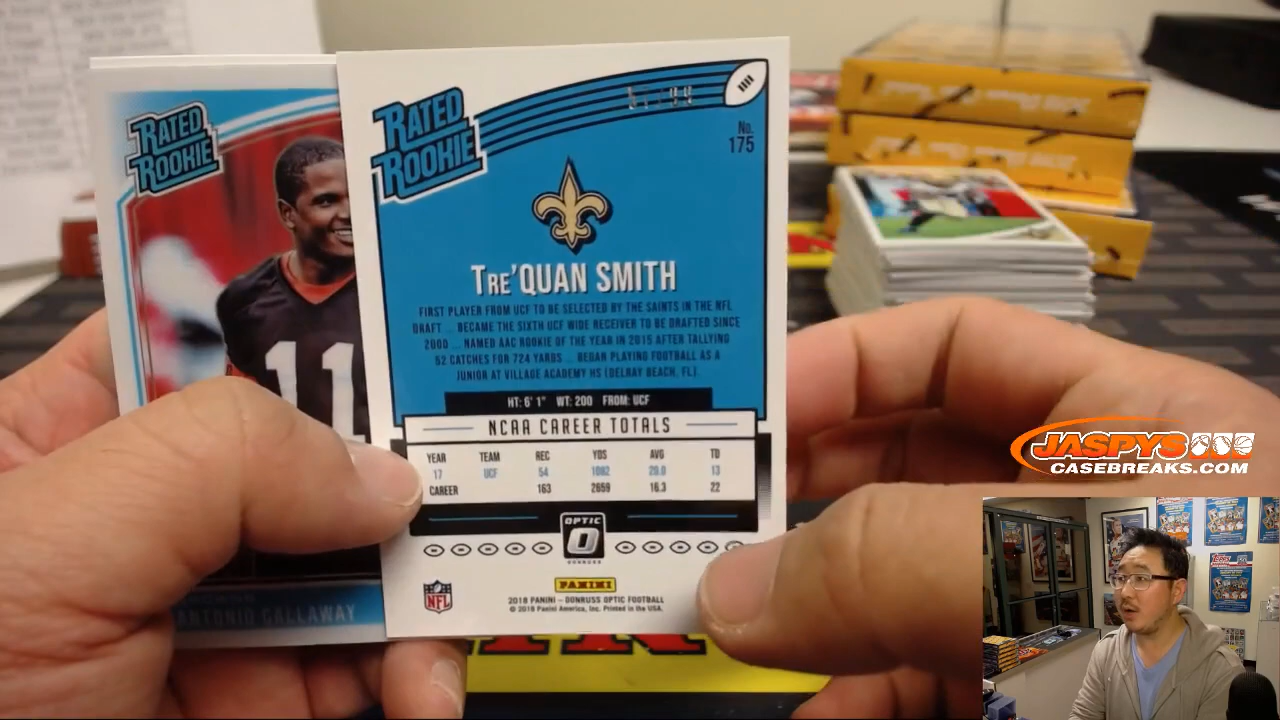 RATED
ROOKIE
ANTONIO CALLAWAY
11
RATED
ROOKIE
No.
175
TRE'QUAN SMITH
FIRST PLAYER FROM UCF TO BE SELECTED BY THE SAINTS IN THE NFL
DRAFT ... BECAME THE SIXTH UCF WIDE RECEIVER TO BE DRAFTED SINCE
2000 ... NAMED AAC ROOKIE OF THE YEAR IN 2015 AFTER TALLYING
52 CATCHES FOR 724 YARDS ... BEGAN PLAYING FOOTBALL AS A
JUNIOR AT VILLAGE ACADEMY HS (DELRAY BEACH, FL).
HT: 6' 1" WT: 200 FROM: UCF
NCAA CAREER TOTALS
YEAR TEAM REC YDS AVG TD
17 UCF 54 1082 20.0 13
CAREER 163 2659 16.3 22
OPTIC
DONRUSS
NFL
PANINI
2018 PANINI – DONRUSS OPTIC FOOTBALL
© 2018 Panini America, Inc. Printed in the USA.
JASPYS
CASEBREAKS.COM